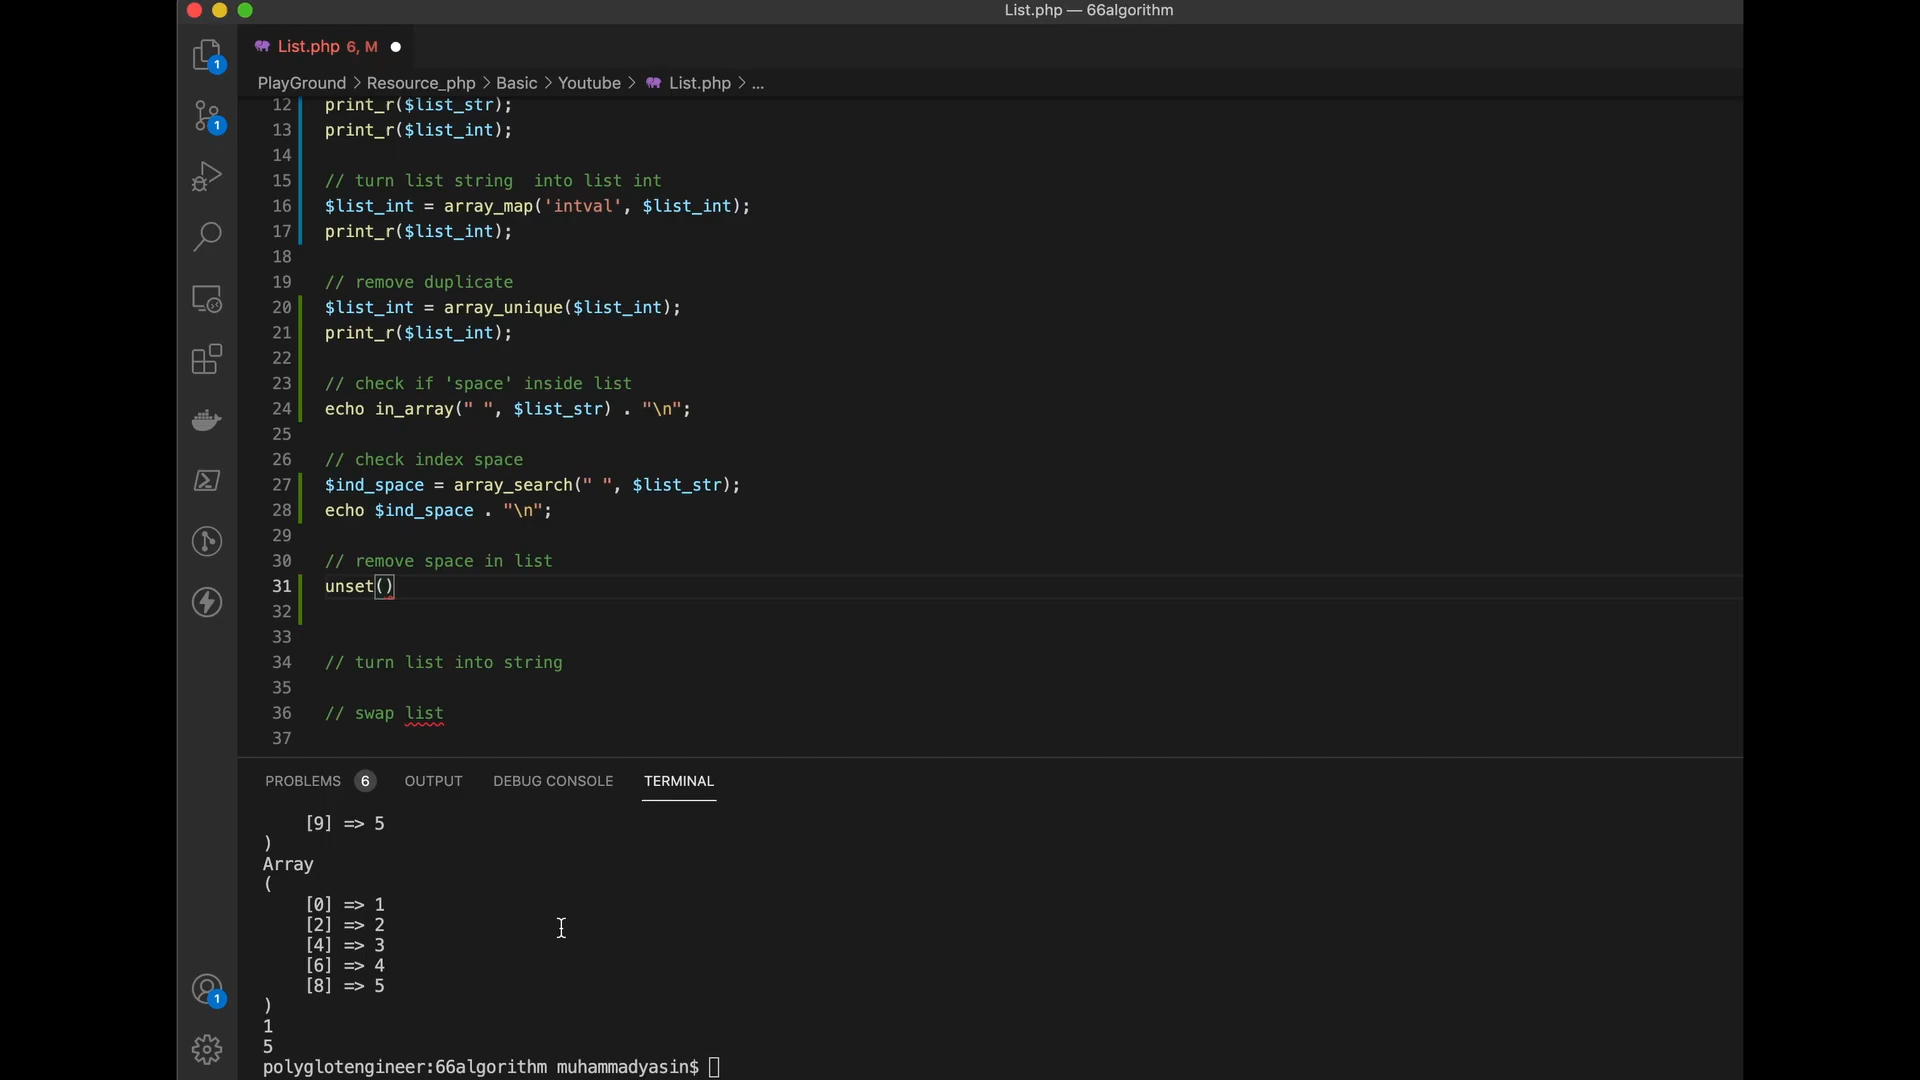 List.php — 66algorithm
List.php 6, M
PlayGround > Resource_php > Basic > Youtube > List.php > ...
12 print_r($list_str);
13 print_r($list_int);
14
15 // turn list string  into list int
16 $list_int = array_map('intval', $list_int);
17 print_r($list_int);
18
19 // remove duplicate
20 $list_int = array_unique($list_int);
21 print_r($list_int);
22
23 // check if 'space' inside list
24 echo in_array(" ", $list_str) . "\n";
25
26 // check index space
27 $ind_space = array_search(" ", $list_str);
28 echo $ind_space . "\n";
29
30 // remove space in list
31 unset()
32
33
34 // turn list into string
35
36 // swap list
37
1
1
1
PROBLEMS 6 OUTPUT DEBUG CONSOLE TERMINAL
[9] => 5
)
Array
(
[0] => 1
[2] => 2
[4] => 3
[6] => 4
[8] => 5
)
1
5
polyglotengineer:66algorithm muhammadyasin$